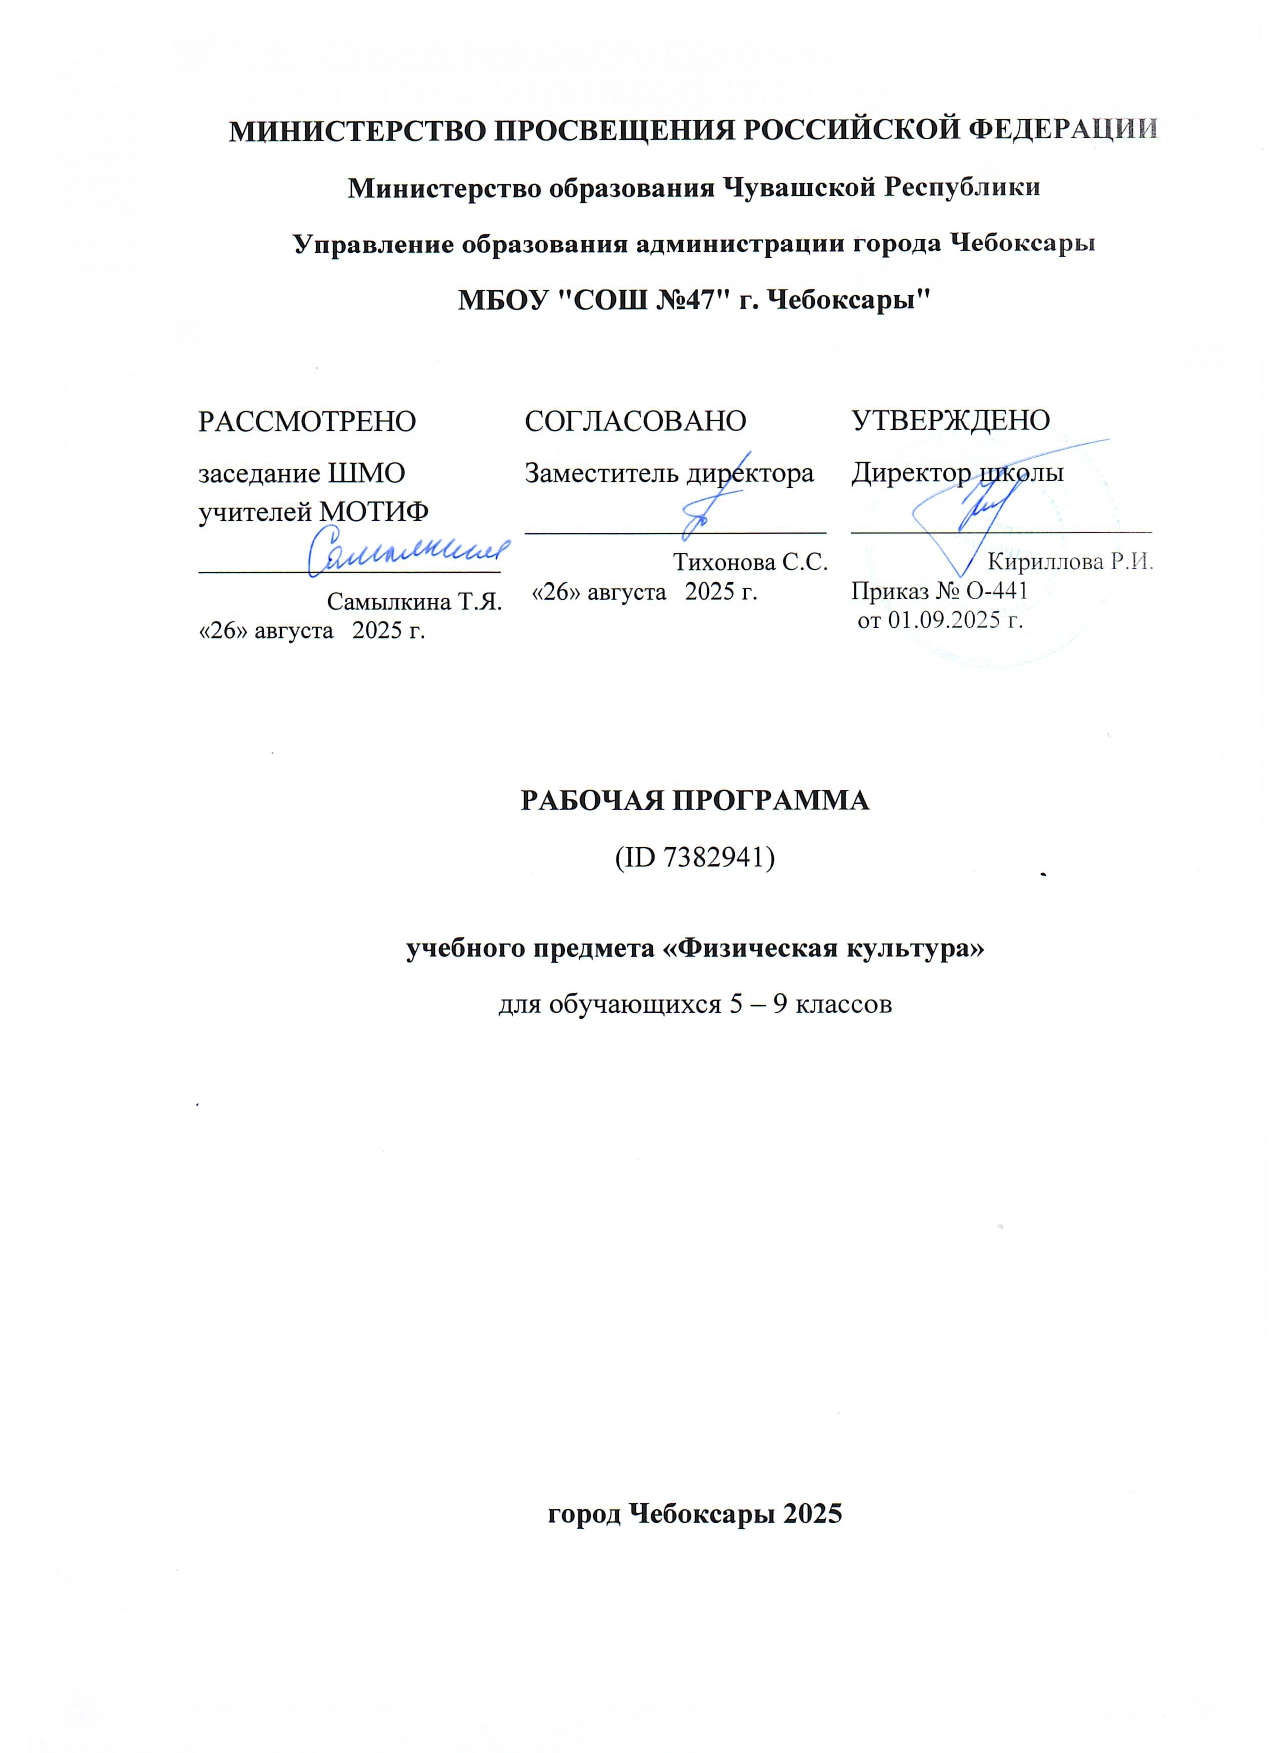 МИНИСТЕРСТВО ПРОСВЕЩЕНИЯ РОССИЙСКОЙ ФЕДЕРАЦИИ
Министерство образования Чувашской Республики
Управление образования администрации города Чебоксары
МБОУ "СОШ №47" г. Чебоксары"
РАССМОТРЕНО
заседание ШМО
учителей МОТИФ
Самылкина
Самылкина Т.Я.
«26» августа 2025 г.
СОГЛАСОВАНО
Заместитель директора
Тихонова С.С.
«26» августа 2025 г.
УТВЕРЖДЕНО
Директор школы
Кириллова Р.И.
Приказ № О-441
от 01.09.2025 г.
РАБОЧАЯ ПРОГРАММА
(ID 7382941)
учебного предмета «Физическая культура»
для обучающихся 5 – 9 классов
город Чебоксары 2025